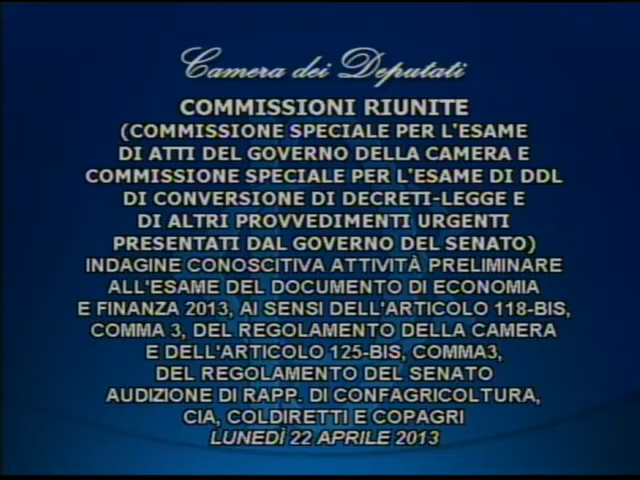 Camera dei Deputati
COMMISSIONI RIUNITE
(COMMISSIONE SPECIALE PER L'ESAME
DI ATTI DEL GOVERNO DELLA CAMERA E
COMMISSIONE SPECIALE PER L'ESAME DI DDL
DI CONVERSIONE DI DECRETI-LEGGE E
DI ALTRI PROVVEDIMENTI URGENTI
PRESENTATI DAL GOVERNO DEL SENATO)
INDAGINE CONOSCITIVA ATTIVITÀ PRELIMINARE
ALL'ESAME DEL DOCUMENTO DI ECONOMIA
E FINANZA 2013, AI SENSI DELL'ARTICOLO 118-BIS,
COMMA 3, DEL REGOLAMENTO DELLA CAMERA
E DELL'ARTICOLO 125-BIS, COMMA3,
DEL REGOLAMENTO DEL SENATO
AUDIZIONE DI RAPP. DI CONFAGRICOLTURA,
CIA, COLDIRETTI E COPAGRI
LUNEDÌ 22 APRILE 2013